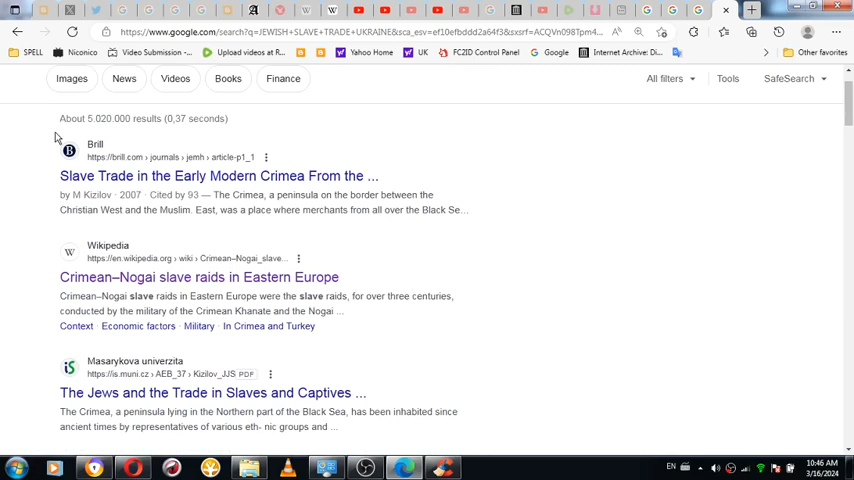 https://www.google.com/search?q=JEWISH+SLAVE+TRADE+UKRAINE&sca_esv=ef10efbddd2a64f3&sxsrf=ACQVn098Tpm4...
SPELL
Niconico
Video Submission -...
Upload videos at R...
Yahoo Home
UK
FC2ID Control Panel
Google
Internet Archive: Di...
Other favorites
Images
News
Videos
Books
Finance
All filters
Tools
SafeSearch
About 5.020.000 results (0,37 seconds)
Brill
https://brill.com › journals › jemh › article-p1_1
Slave Trade in the Early Modern Crimea From the ...
by M Kizilov · 2007 · Cited by 93 — The Crimea, a peninsula on the border between the
Christian West and the Muslim. East, was a place where merchants from all over the Black Se...
Wikipedia
https://en.wikipedia.org › wiki › Crimean–Nogai_slave...
Crimean–Nogai slave raids in Eastern Europe
Crimean–Nogai slave raids in Eastern Europe were the slave raids, for over three centuries,
conducted by the military of the Crimean Khanate and the Nogai ...
Context · Economic factors · Military · In Crimea and Turkey
Masarykova univerzita
https://is.muni.cz › AEB_37 › Kizilov_JJS PDF
The Jews and the Trade in Slaves and Captives ...
The Crimea, a peninsula lying in the Northern part of the Black Sea, has been inhabited since
ancient times by representatives of various eth- nic groups and ...
EN
10:46 AM
3/16/2024